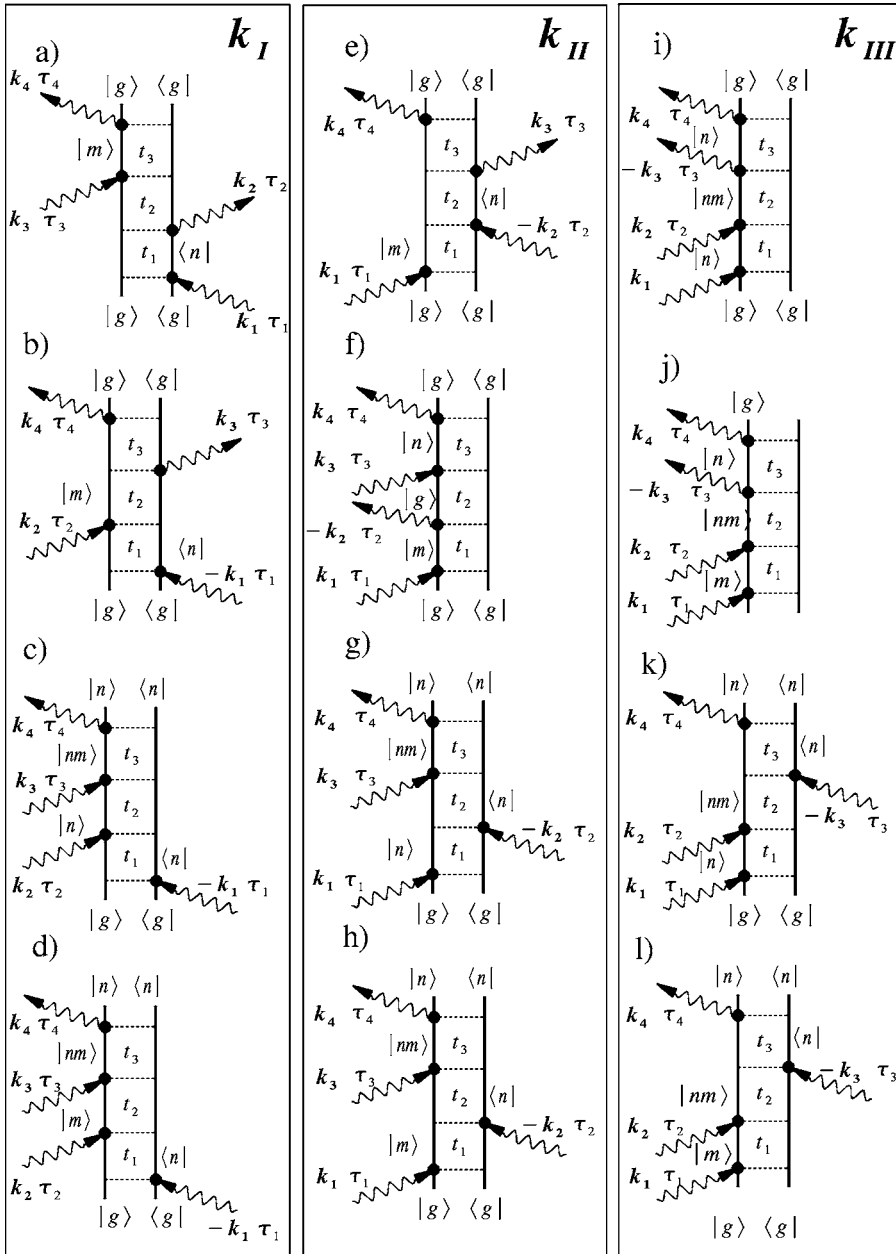 k_I
a)
k₄ τ₄ |g⟩ ⟨g|
|m⟩ t₃
k₃ τ₃ t₂ k₂ τ₂
t₁ ⟨n|
|g⟩ ⟨g| k₁ τ₁
b)
|g⟩ ⟨g|
k₄ τ₄ k₃ τ₃
t₃
|m⟩ t₂
k₂ τ₂ t₁ ⟨n|
− k₁ τ₁
|g⟩ ⟨g|
c)
|n⟩ ⟨n|
k₄ τ₄
|nm⟩ t₃
k₃ τ₃ t₂
|n⟩
t₁ ⟨n|
k₂ τ₂ − k₁ τ₁
|g⟩ ⟨g|
d)
|n⟩ ⟨n|
k₄ τ₄
|nm⟩ t₃
k₃ τ₃ t₂
|m⟩
t₁ ⟨n|
k₂ τ₂
|g⟩ ⟨g| − k₁ τ₁
k_II
e)
|g⟩ ⟨g|
k₄ τ₄ k₃ τ₃
t₃
t₂ ⟨n|
− k₂ τ₂
|m⟩ t₁
k₁ τ₁
|g⟩ ⟨g|
f)
|g⟩ ⟨g|
k₄ τ₄
|n⟩ t₃
k₃ τ₃
|g⟩ t₂
− k₂ τ₂
|m⟩ t₁
k₁ τ₁
|g⟩ ⟨g|
g)
|n⟩ ⟨n|
k₄ τ₄
|nm⟩ t₃
k₃ τ₃ t₂ ⟨n|
− k₂ τ₂
|n⟩ t₁
k₁ τ₁
|g⟩ ⟨g|
h)
|n⟩ ⟨n|
k₄ τ₄
|nm⟩ t₃
k₃ τ₃ t₂ ⟨n|
− k₂ τ₂
|m⟩ t₁
k₁ τ₁
|g⟩ ⟨g|
k_III
i)
|g⟩ ⟨g|
k₄ τ₄
|n⟩ t₃
− k₃ τ₃
|nm⟩ t₂
k₂ τ₂
|n⟩ t₁
k₁
|g⟩ ⟨g|
j)
|g⟩
k₄ τ₄
|n⟩ t₃
− k₃ τ₃
|nm⟩ t₂
k₂ τ₂
|m⟩ t₁
k₁ τ₁
k)
|n⟩ ⟨n|
k₄ τ₄
t₃ ⟨n|
|nm⟩ t₂ − k₃ τ₃
k₂ τ₂
|n⟩ t₁
k₁ τ₁
|g⟩ ⟨g|
l)
|n⟩ ⟨n|
k₄ τ₄
t₃ ⟨n|
− k₃ τ₃
|nm⟩ t₂
k₂ τ₂
|m⟩ t₁
k₁ τ₁
|g⟩ ⟨g|